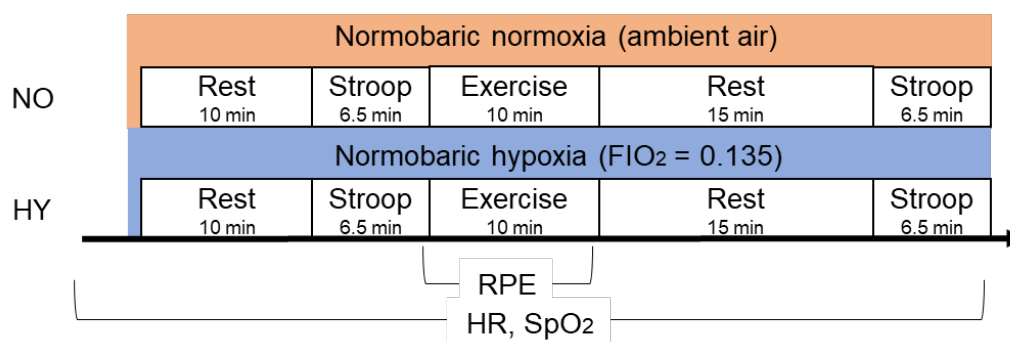 Normobaric normoxia (ambient air)
NO
Rest Stroop Exercise Rest Stroop
10 min 6.5 min 10 min 15 min 6.5 min
Normobaric hypoxia (FIO₂ = 0.135)
HY
Rest Stroop Exercise Rest Stroop
10 min 6.5 min 10 min 15 min 6.5 min
RPE
HR, SpO₂